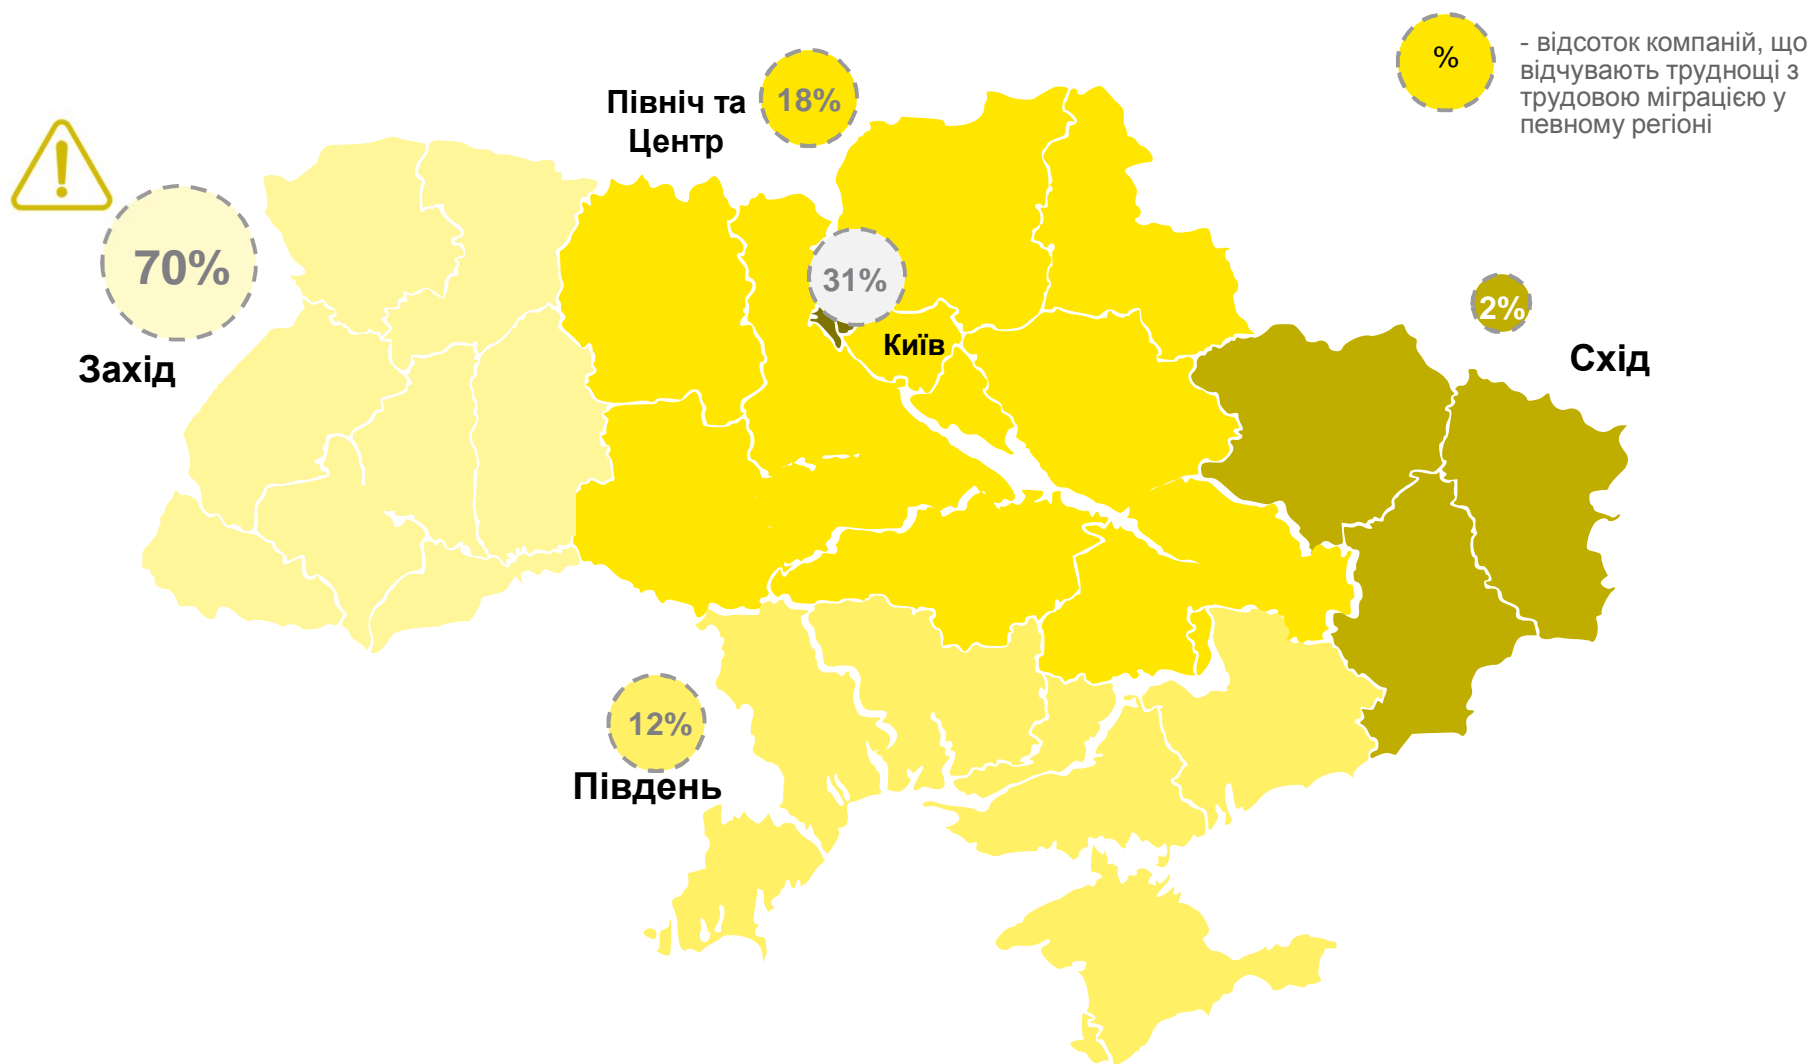 %
- відсоток компаній, що
відчувають труднощі з
трудовою міграцією у
певному регіоні
Північ та
Центр
18%
70%
Захід
31%
Київ
2%
Схід
12%
Південь